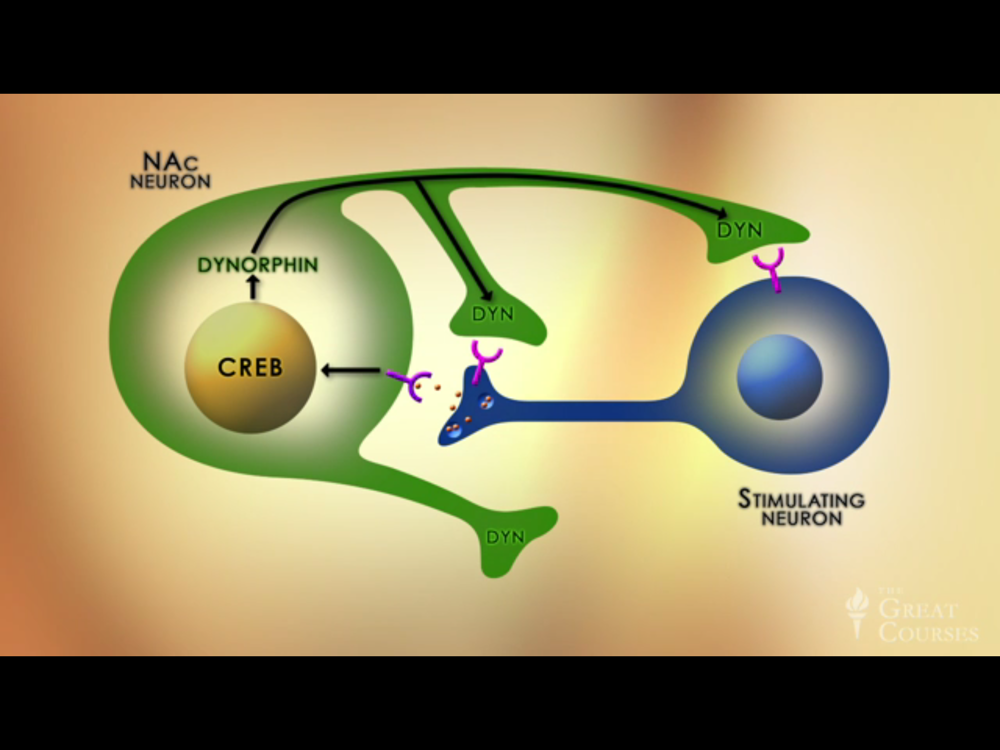 NAC
NEURON
DYN
DYNORPHIN
DYN
CREB
STIMULATING
NEURON
DYN
THE
GREAT
COURSES